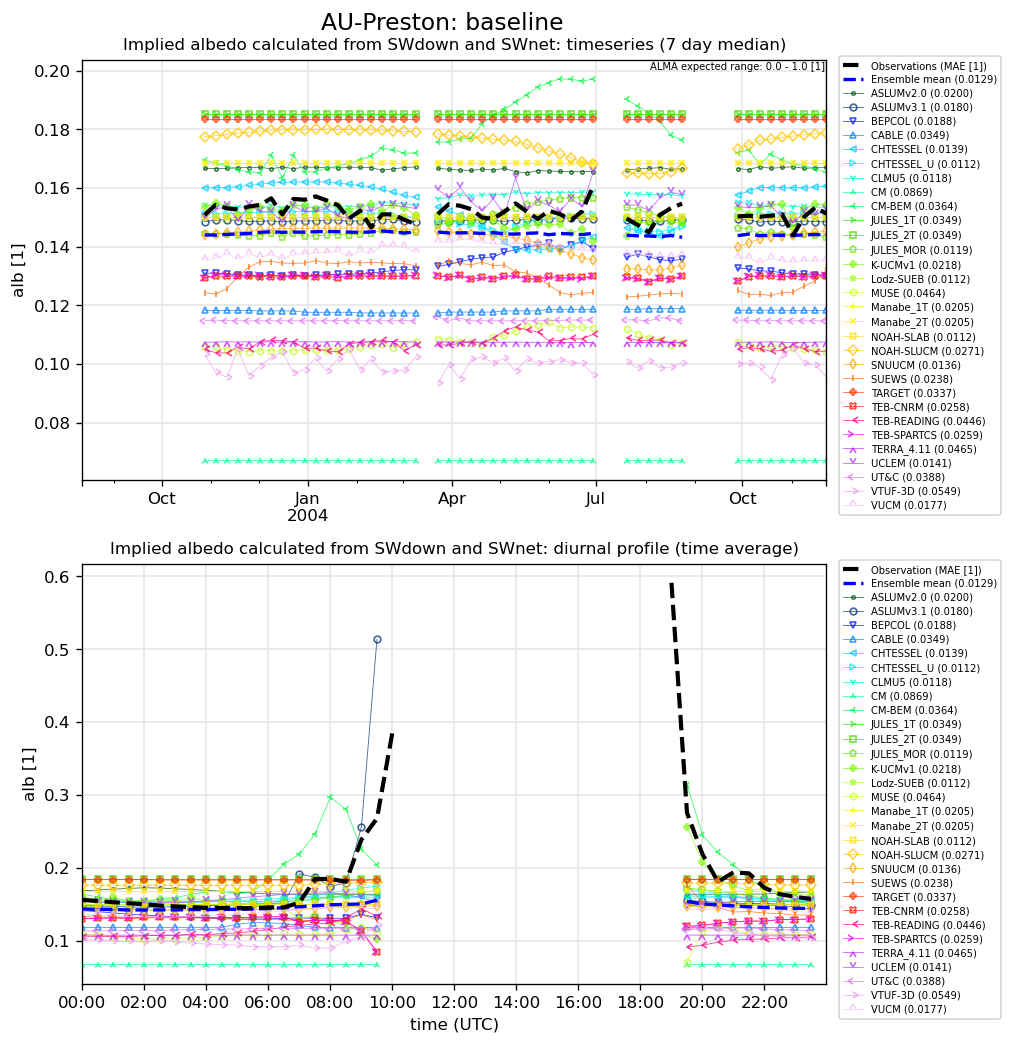 AU-Preston: baseline
Implied albedo calculated from SWdown and SWnet: timeseries (7 day median)
ALMA expected range: 0.0 - 1.0 [1]
alb [1]
0.20
0.18
0.16
0.14
0.12
0.10
0.08
Oct
Jan
2004
Apr
Jul
Oct
Observations (MAE [1])
Ensemble mean (0.0129)
ASLUMv2.0 (0.0200)
ASLUMv3.1 (0.0180)
BEPCOL (0.0188)
CABLE (0.0349)
CHTESSEL (0.0139)
CHTESSEL_U (0.0112)
CLMU5 (0.0118)
CM (0.0869)
CM-BEM (0.0364)
JULES_1T (0.0349)
JULES_2T (0.0349)
JULES_MOR (0.0119)
K-UCMv1 (0.0218)
Lodz-SUEB (0.0112)
MUSE (0.0464)
Manabe_1T (0.0205)
Manabe_2T (0.0205)
NOAH-SLAB (0.0112)
NOAH-SLUCM (0.0271)
SNUUCM (0.0136)
SUEWS (0.0238)
TARGET (0.0337)
TEB-CNRM (0.0258)
TEB-READING (0.0446)
TEB-SPARTCS (0.0259)
TERRA_4.11 (0.0465)
UCLEM (0.0141)
UT&C (0.0388)
VTUF-3D (0.0549)
VUCM (0.0177)
Implied albedo calculated from SWdown and SWnet: diurnal profile (time average)
alb [1]
0.6
0.5
0.4
0.3
0.2
0.1
00:00
02:00
04:00
06:00
08:00
10:00
12:00
14:00
16:00
18:00
20:00
22:00
time (UTC)
Observation (MAE [1])
Ensemble mean (0.0129)
ASLUMv2.0 (0.0200)
ASLUMv3.1 (0.0180)
BEPCOL (0.0188)
CABLE (0.0349)
CHTESSEL (0.0139)
CHTESSEL_U (0.0112)
CLMU5 (0.0118)
CM (0.0869)
CM-BEM (0.0364)
JULES_1T (0.0349)
JULES_2T (0.0349)
JULES_MOR (0.0119)
K-UCMv1 (0.0218)
Lodz-SUEB (0.0112)
MUSE (0.0464)
Manabe_1T (0.0205)
Manabe_2T (0.0205)
NOAH-SLAB (0.0112)
NOAH-SLUCM (0.0271)
SNUUCM (0.0136)
SUEWS (0.0238)
TARGET (0.0337)
TEB-CNRM (0.0258)
TEB-READING (0.0446)
TEB-SPARTCS (0.0259)
TERRA_4.11 (0.0465)
UCLEM (0.0141)
UT&C (0.0388)
VTUF-3D (0.0549)
VUCM (0.0177)